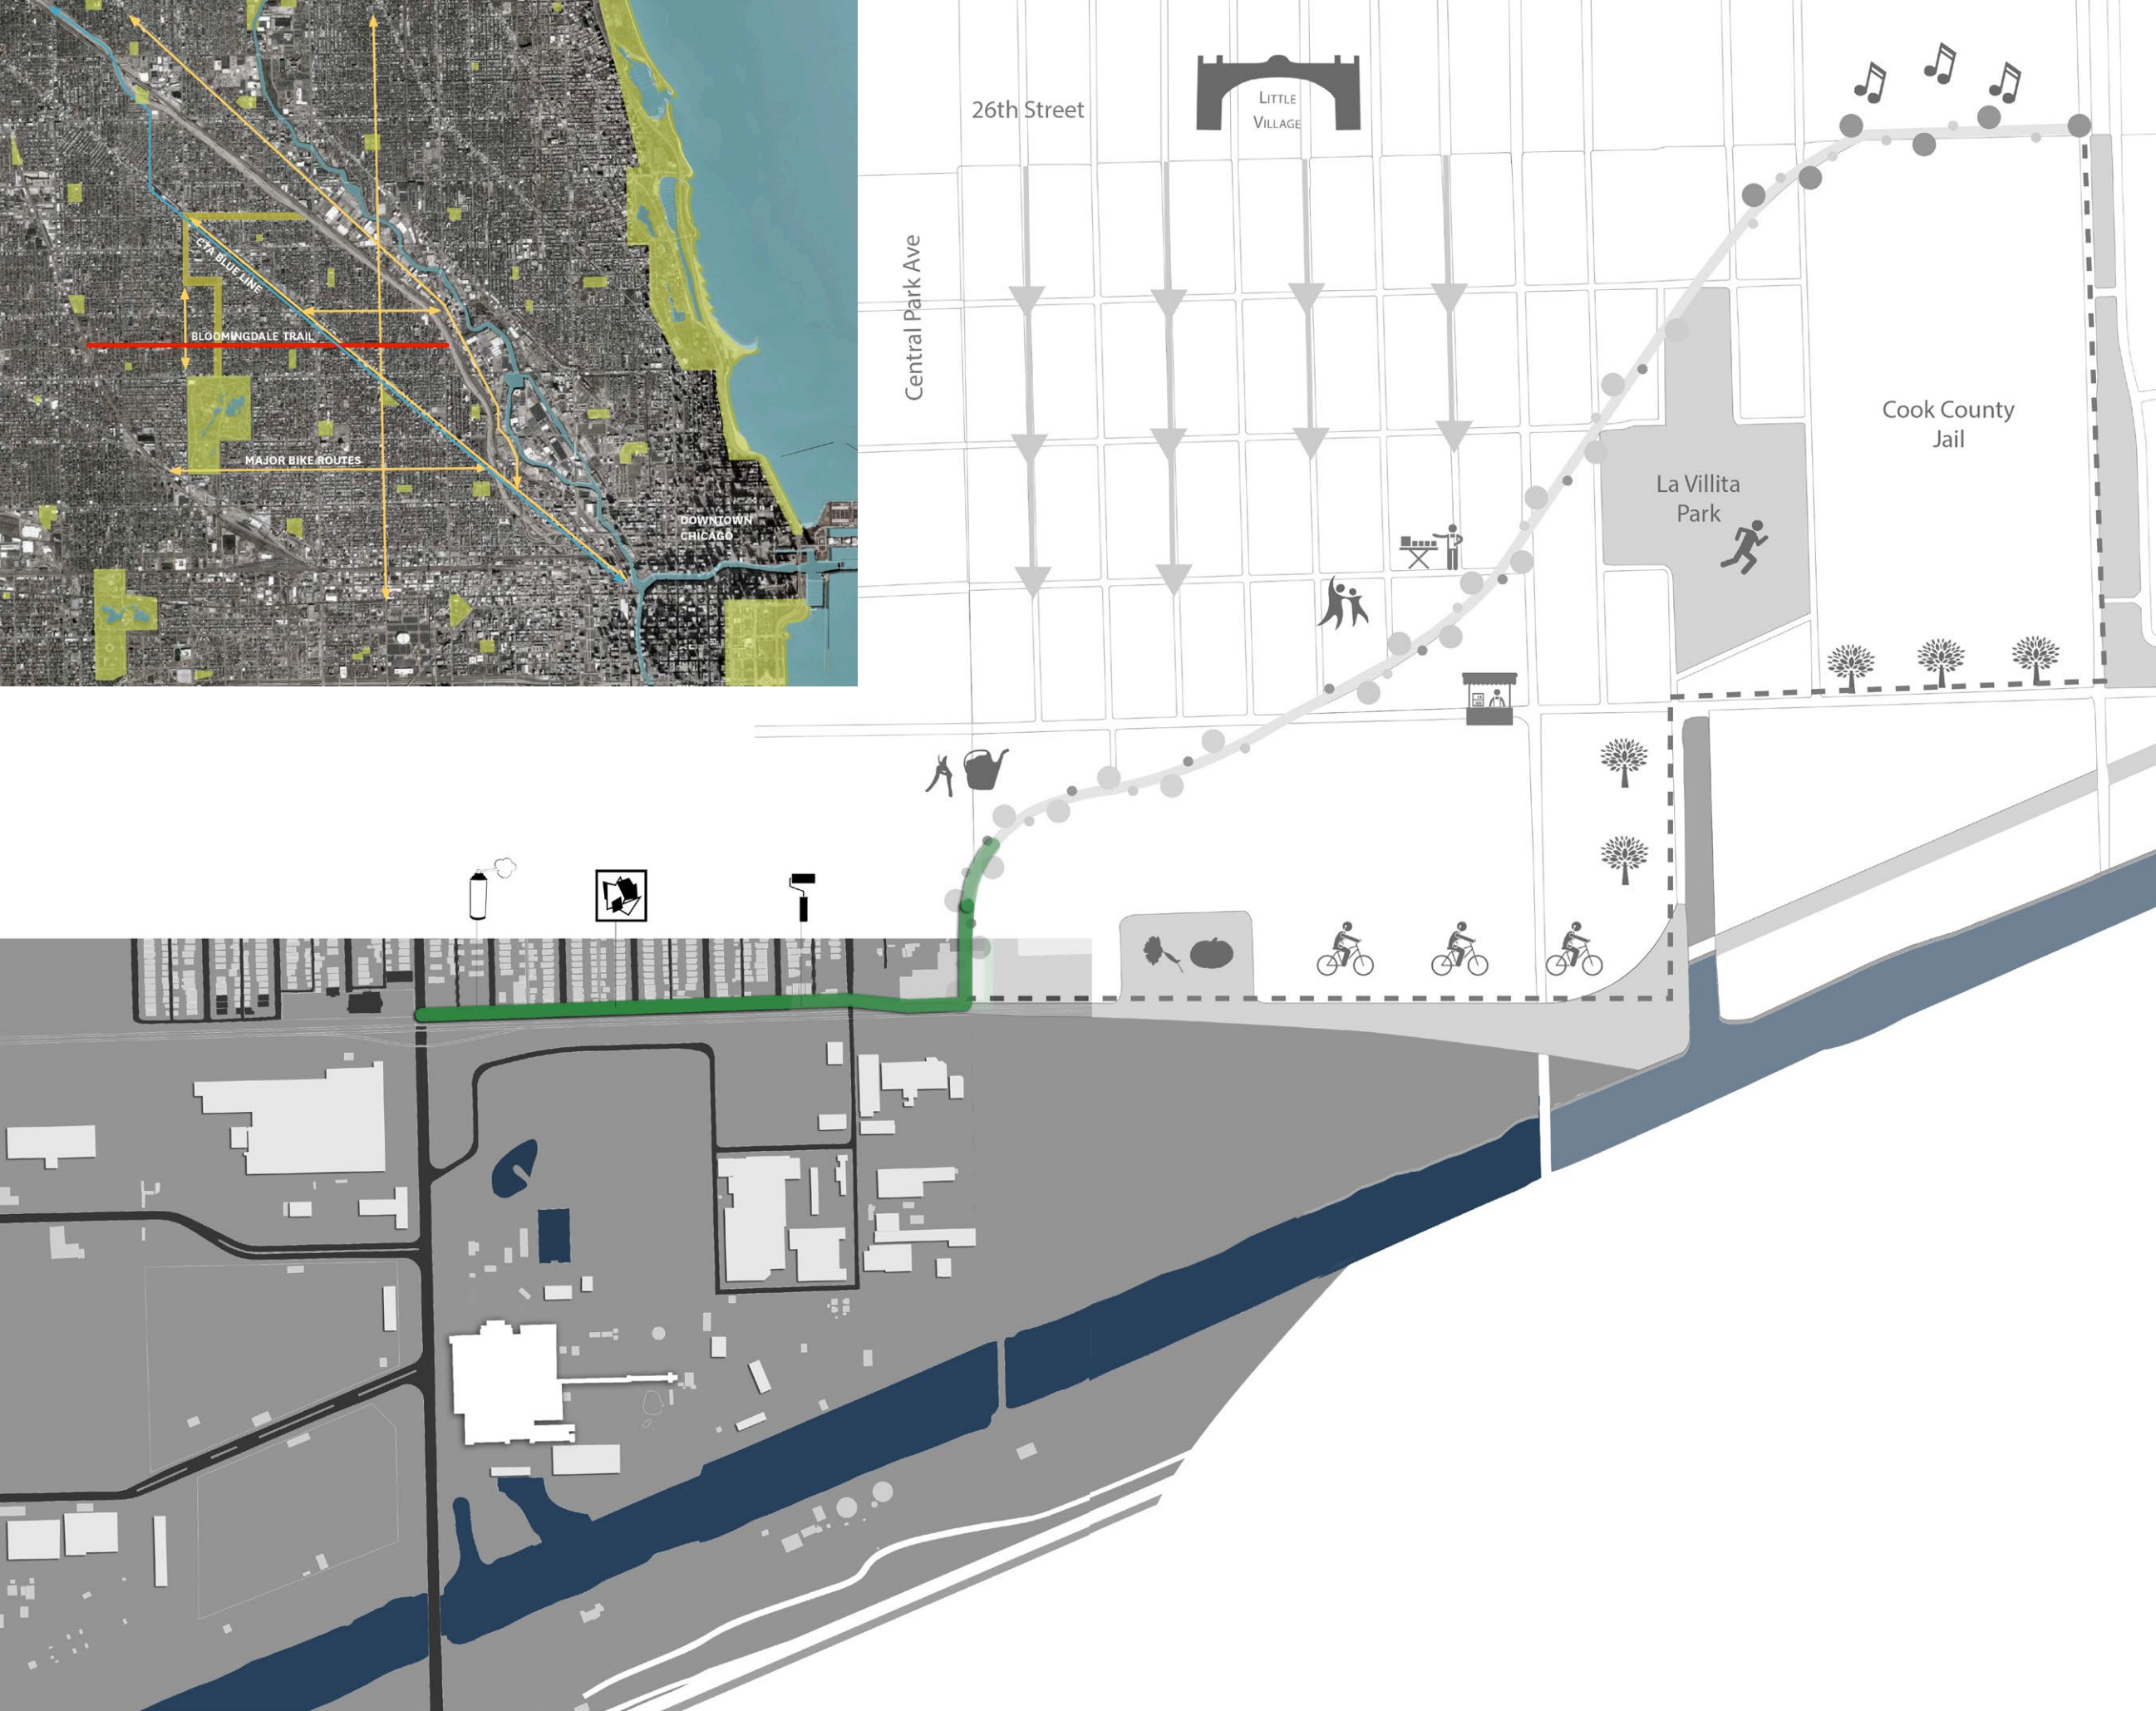 CTA BLUE LINE
BLOOMINGDALE TRAIL
MAJOR BIKE ROUTES
DOWNTOWN
CHICAGO
26th Street
LITTLE
VILLAGE
Central Park Ave
Cook County
Jail
La Villita
Park